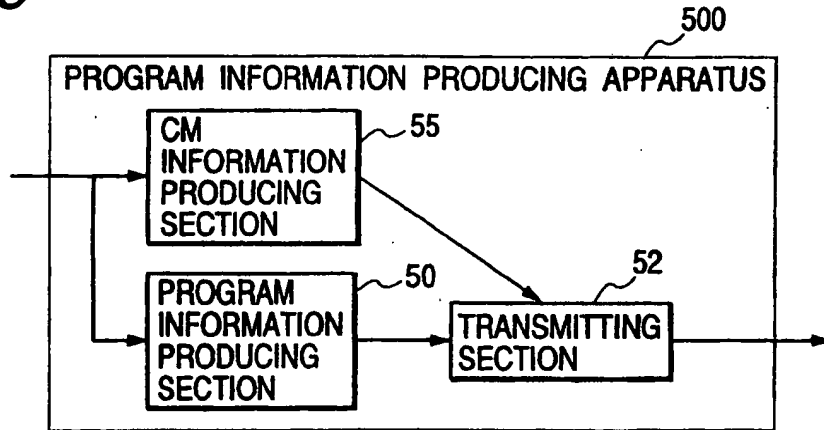 500
PROGRAM INFORMATION PRODUCING APPARATUS
CM
INFORMATION
PRODUCING
SECTION
55
PROGRAM
INFORMATION
PRODUCING
SECTION
50
TRANSMITTING
SECTION
52